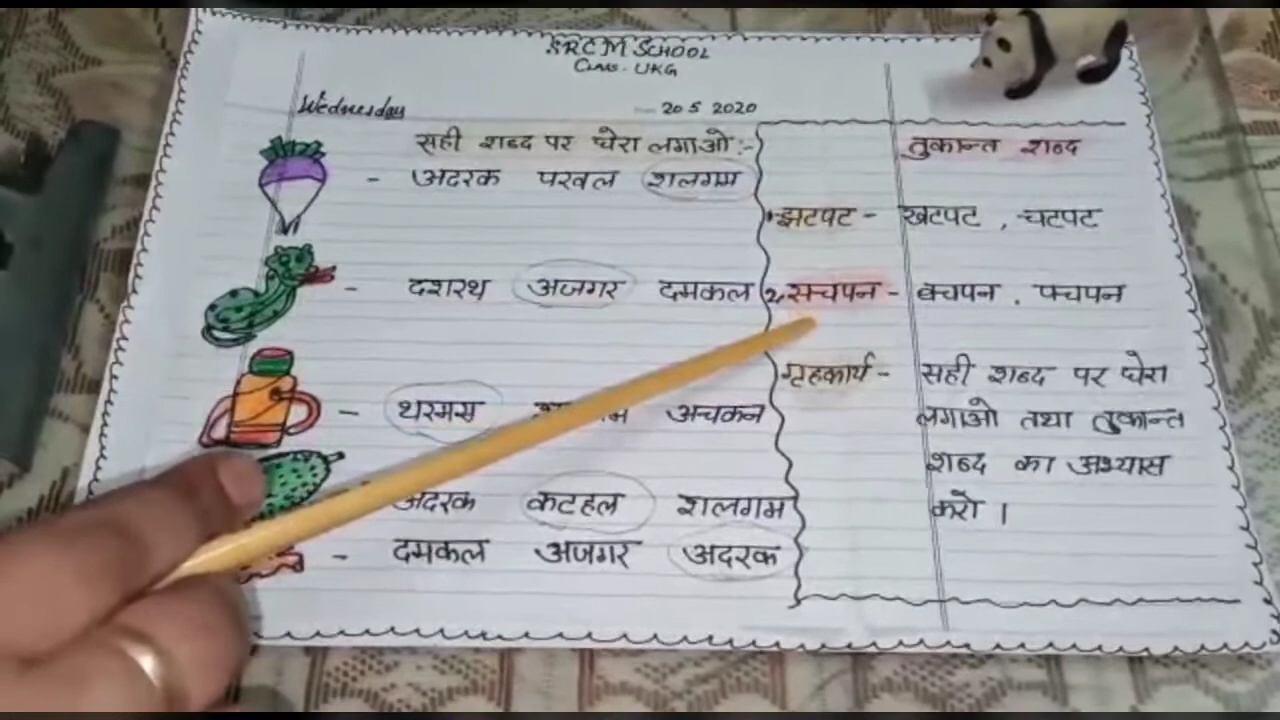 SRCM SCHOOL
CLASS - UKG
Wednesday 20 5 2020
सही शब्द पर घेरा लगाओ :-
- अदरक परवल शलगम
- दशरथ अजगर दमकल
- थरमस अचकन
अदरक कटहल शलगम
- दमकल अजगर अदरक
तुकान्त शब्द
झटपट - खटपट , चटपट
2, सचपन - बचपन , पचपन
गृहकार्य - सही शब्द पर घेरा
लगाओ तथा तुकान्त
शब्द का अभ्यास
करो ।